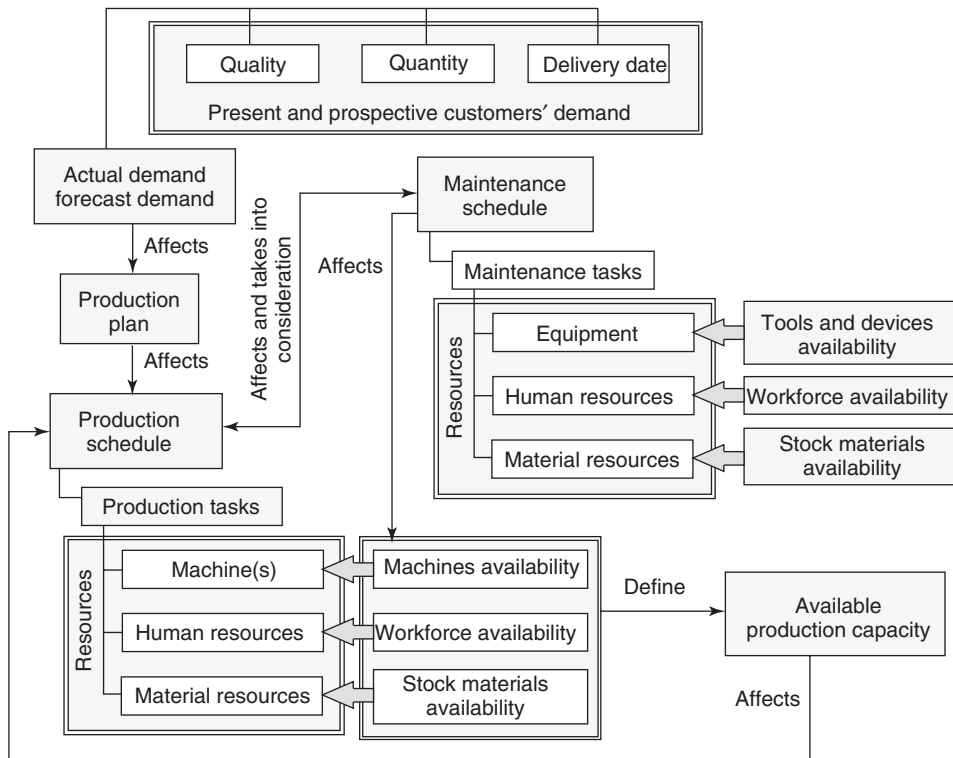 Quality
Quantity
Delivery date
Present and prospective customers′ demand
Actual demand
forecast demand
Affects
Production
plan
Affects
Production
schedule
Affects and takes into
consideration
Maintenance
schedule
Affects
Maintenance tasks
Resources
Equipment
Human resources
Material resources
Tools and devices
availability
Workforce availability
Stock materials
availability
Production tasks
Resources
Machine(s)
Human resources
Material resources
Machines availability
Workforce availability
Stock materials
availability
Define
Available
production capacity
Affects